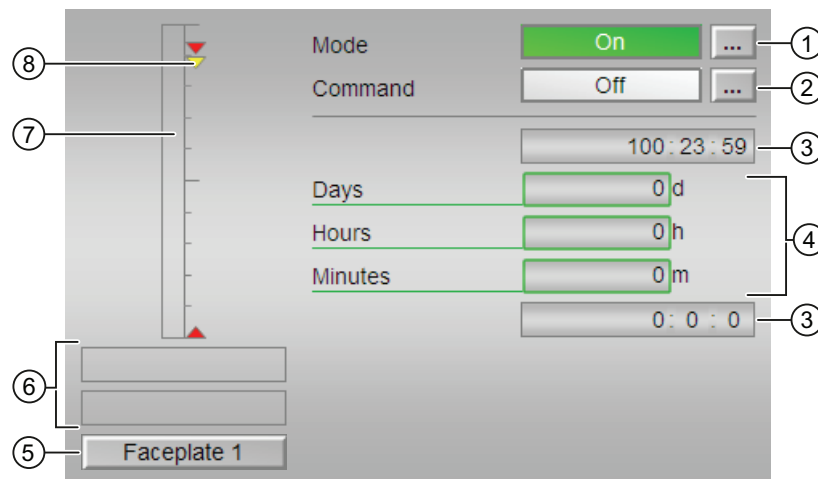 Mode On ... 1
Command Off ... 2
100:23:59 3
Days 0 d
Hours 0 h 4
Minutes 0 m
0: 0 : 0 3
8
7
6
5 Faceplate 1